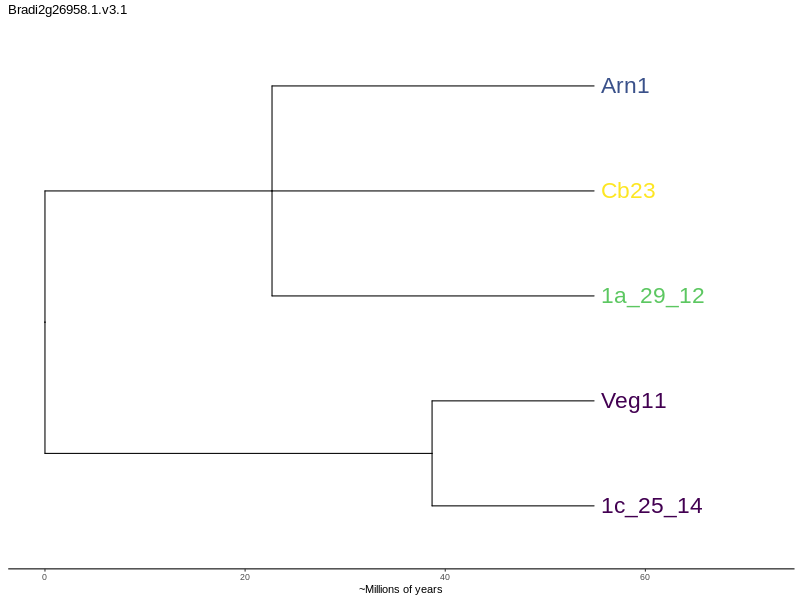 Bradi2g26958.1.v3.1
Arn1
Cb23
1a_29_12
Veg11
1c_25_14
0 20 40 60
~Millions of years